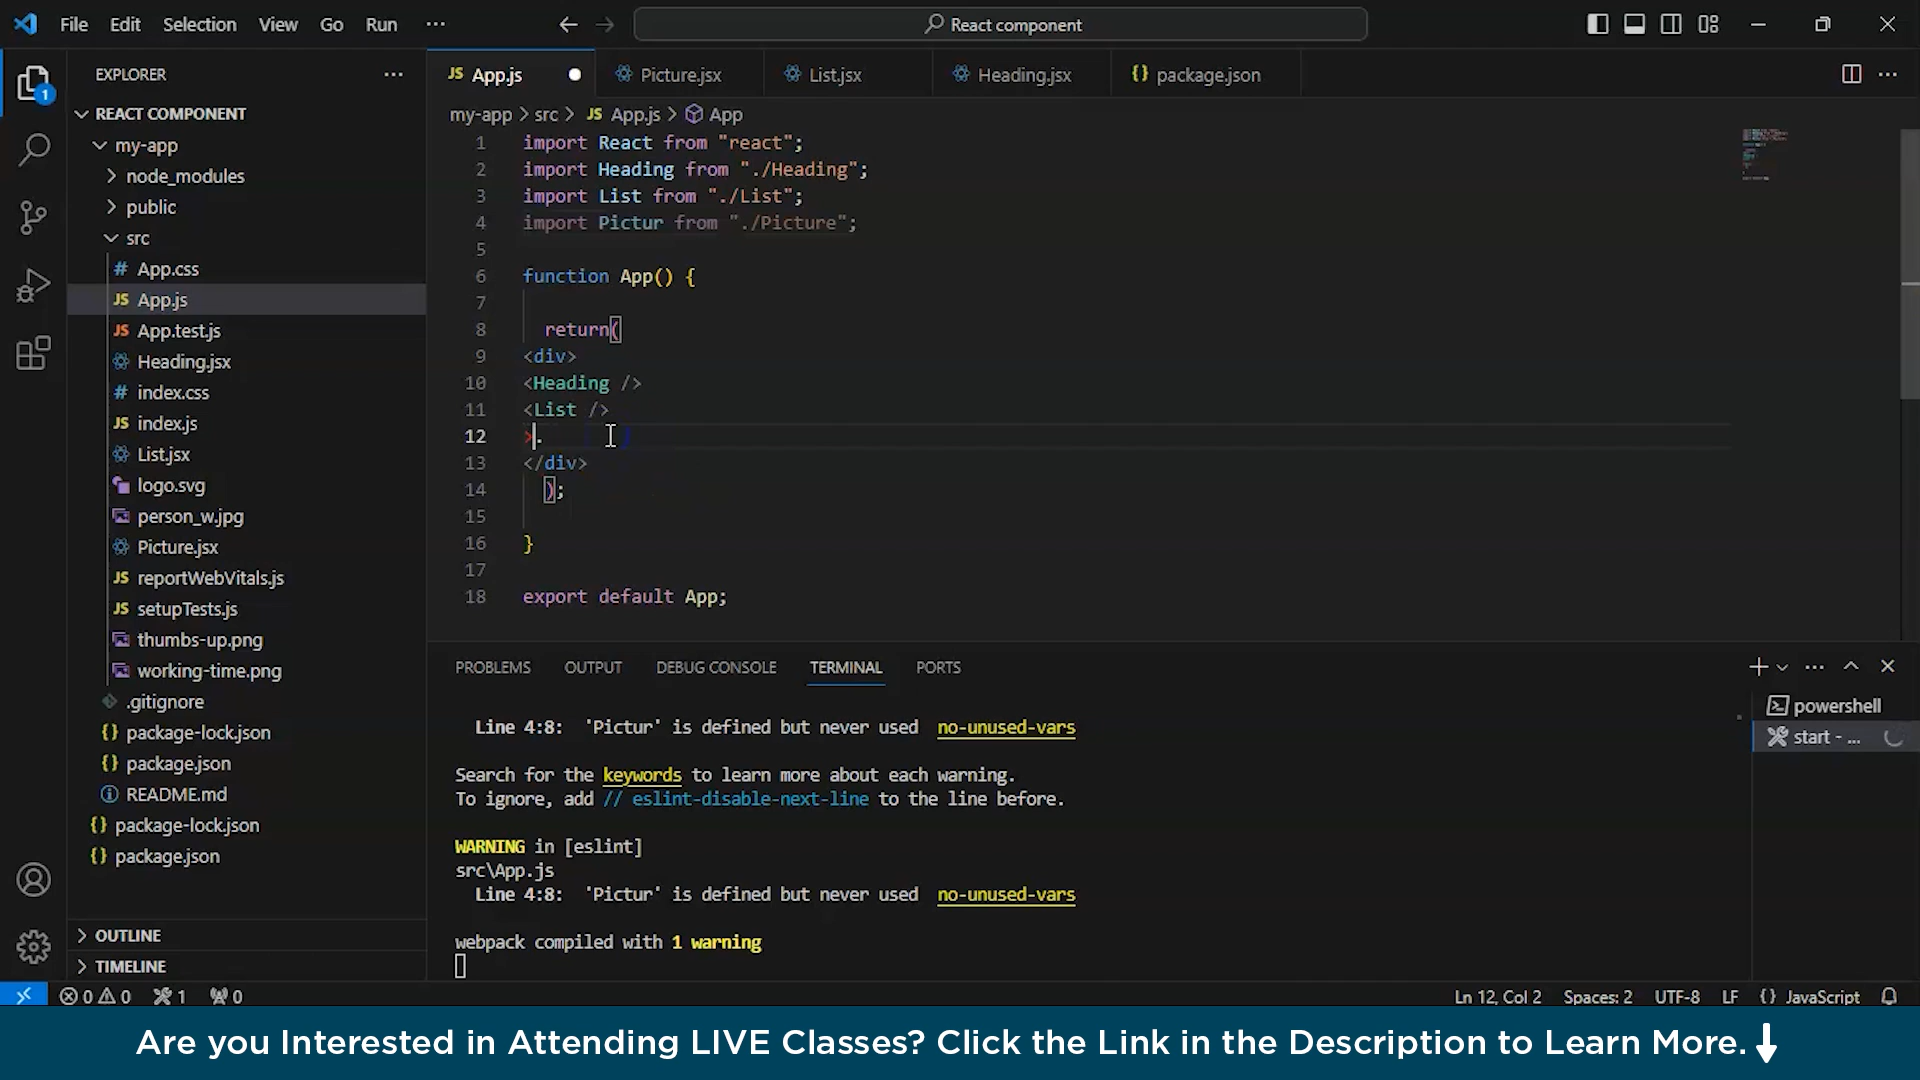 File Edit Selection View Go Run ··· React component
EXPLORER ···
REACT COMPONENT
my-app
node_modules
public
src
# App.css
JS App.js
JS App.test.js
Heading.jsx
# index.css
JS index.js
List.jsx
logo.svg
person_w.jpg
Picture.jsx
JS reportWebVitals.js
JS setupTests.js
thumbs-up.png
working-time.png
.gitignore
{} package-lock.json
{} package.json
README.md
{} package-lock.json
{} package.json
OUTLINE
TIMELINE
1
JS App.js Picture.jsx List.jsx Heading.jsx {} package.json
my-app > src > JS App.js > App
1 import React from "react";
2 import Heading from "./Heading";
3 import List from "./List";
4 import Pictur from "./Picture";
5
6 function App() {
7
8 return(
9 <div>
10 <Heading />
11 <List />
12 >.
13 </div>
14 );
15
16 }
17
18 export default App;
PROBLEMS OUTPUT DEBUG CONSOLE TERMINAL PORTS
Line 4:8: 'Pictur' is defined but never used no-unused-vars
Search for the keywords to learn more about each warning.
To ignore, add // eslint-disable-next-line to the line before.
WARNING in [eslint]
src\App.js
Line 4:8: 'Pictur' is defined but never used no-unused-vars
webpack compiled with 1 warning
powershell
start - ...
0 0 1 0 Ln 12, Col 2 Spaces: 2 UTF-8 LF {} JavaScript
Are you Interested in Attending LIVE Classes? Click the Link in the Description to Learn More.